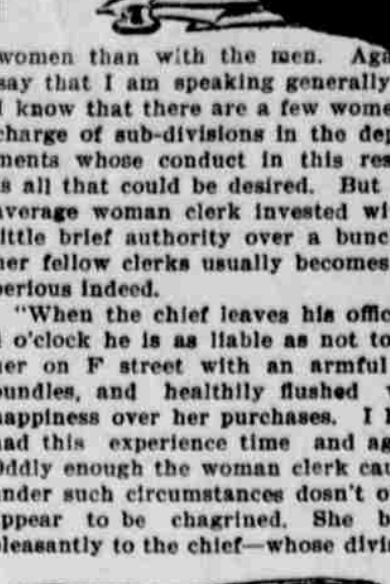 women than with the men. Aga
say that I am speaking generally
I know that there are a few wome
charge of sub-divisions in the dep
ments whose conduct in this res
is all that could be desired. But
average woman clerk invested wi
little brief authority over a bunc
her fellow clerks usually becomes
perious indeed.
"When the chief leaves his offic
o'clock he is as liable as not to
her on F street with an armful
bundles, and healthily flushed
happiness over her purchases. I h
had this experience time and ag
Oddly enough the woman clerk cau
under such circumstances dosn't o
appear to be chagrined. She b
pleasantly to the chief—whose divi